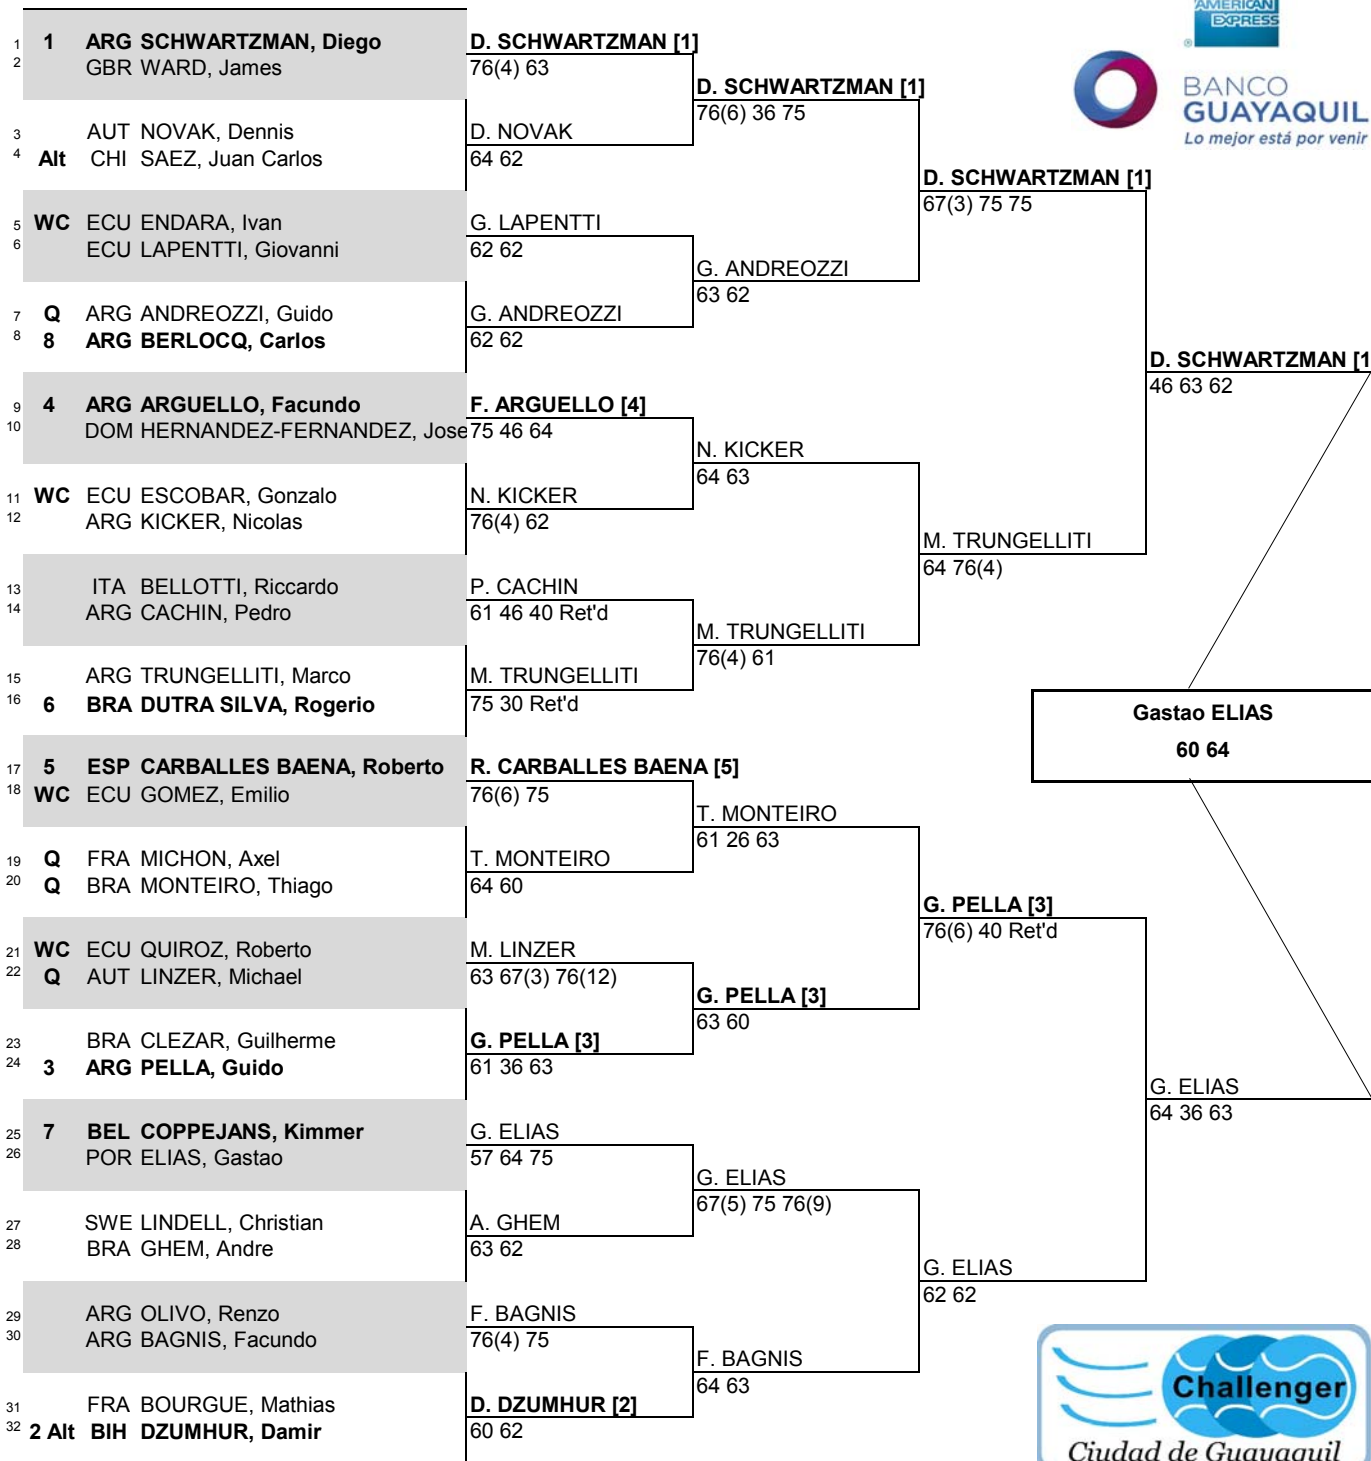 AMERICAN
EXPRESS
®
BANCO
GUAYAQUIL
Lo mejor está por venir
1 1 ARG SCHWARTZMAN, Diego
2 GBR WARD, James
3 AUT NOVAK, Dennis
4 Alt CHI SAEZ, Juan Carlos
5 WC ECU ENDARA, Ivan
6 ECU LAPENTTI, Giovanni
7 Q ARG ANDREOZZI, Guido
8 8 ARG BERLOCQ, Carlos
9 4 ARG ARGUELLO, Facundo
10 DOM HERNANDEZ-FERNANDEZ, Jose
11 WC ECU ESCOBAR, Gonzalo
12 ARG KICKER, Nicolas
13 ITA BELLOTTI, Riccardo
14 ARG CACHIN, Pedro
15 ARG TRUNGELLITI, Marco
16 6 BRA DUTRA SILVA, Rogerio
17 5 ESP CARBALLES BAENA, Roberto
18 WC ECU GOMEZ, Emilio
19 Q FRA MICHON, Axel
20 Q BRA MONTEIRO, Thiago
21 WC ECU QUIROZ, Roberto
22 Q AUT LINZER, Michael
23 BRA CLEZAR, Guilherme
24 3 ARG PELLA, Guido
25 7 BEL COPPEJANS, Kimmer
26 POR ELIAS, Gastao
27 SWE LINDELL, Christian
28 BRA GHEM, Andre
29 ARG OLIVO, Renzo
30 ARG BAGNIS, Facundo
31 FRA BOURGUE, Mathias
32 2 Alt BIH DZUMHUR, Damir
D. SCHWARTZMAN [1]
76(4) 63
D. NOVAK
64 62
G. LAPENTTI
62 62
G. ANDREOZZI
62 62
F. ARGUELLO [4]
75 46 64
N. KICKER
76(4) 62
P. CACHIN
61 46 40 Ret'd
M. TRUNGELLITI
75 30 Ret'd
R. CARBALLES BAENA [5]
76(6) 75
T. MONTEIRO
64 60
M. LINZER
63 67(3) 76(12)
G. PELLA [3]
61 36 63
G. ELIAS
57 64 75
A. GHEM
63 62
F. BAGNIS
76(4) 75
D. DZUMHUR [2]
60 62
D. SCHWARTZMAN [1]
76(6) 36 75
G. ANDREOZZI
63 62
N. KICKER
64 63
M. TRUNGELLITI
76(4) 61
T. MONTEIRO
61 26 63
G. PELLA [3]
63 60
G. ELIAS
67(5) 75 76(9)
F. BAGNIS
64 63
D. SCHWARTZMAN [1]
67(3) 75 75
M. TRUNGELLITI
64 76(4)
G. PELLA [3]
76(6) 40 Ret'd
G. ELIAS
62 62
D. SCHWARTZMAN [1
46 63 62
G. ELIAS
64 36 63
Gastao ELIAS
60 64
Challenger
Ciudad de Guayaquil